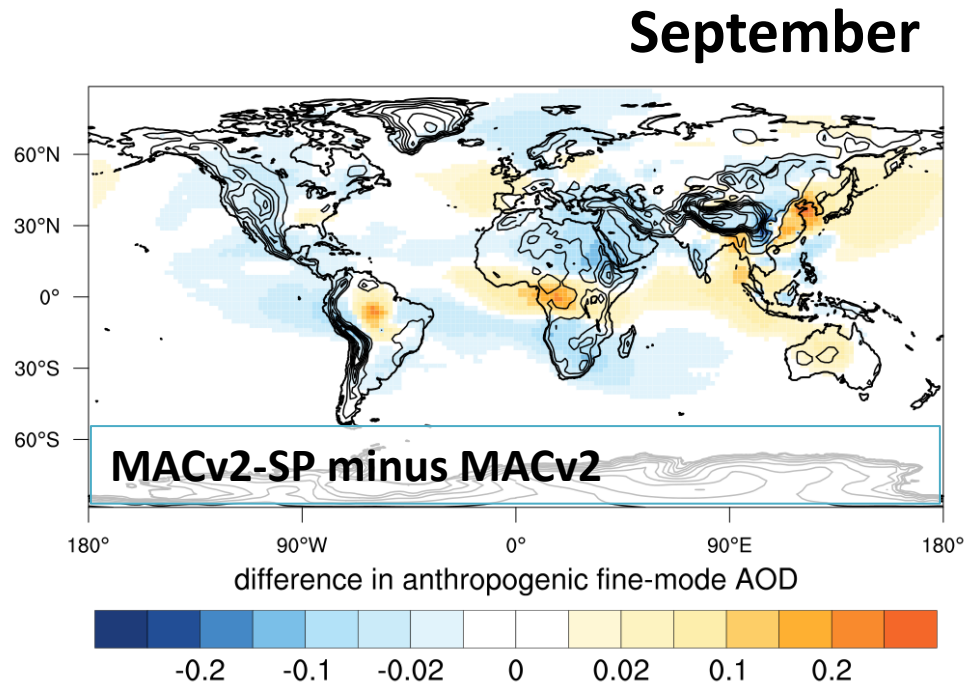 September
60°N
30°N
0°
30°S
60°S
MACv2-SP minus MACv2
180° 90°W 0° 90°E 180°
difference in anthropogenic fine-mode AOD
-0.2 -0.1 -0.02 0 0.02 0.1 0.2